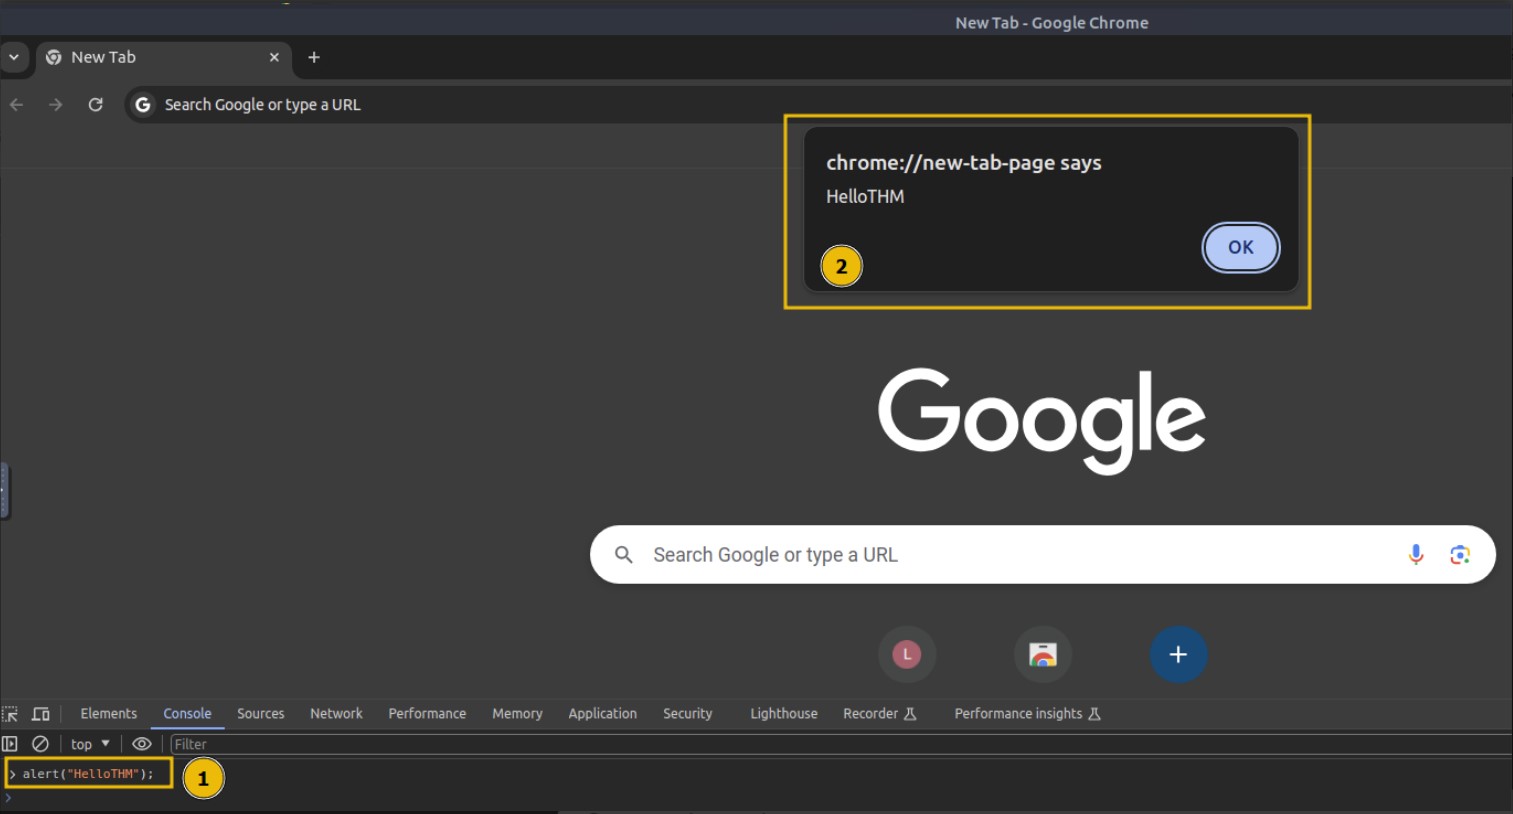 New Tab - Google Chrome
New Tab
Search Google or type a URL
chrome://new-tab-page says
HelloTHM
OK
2
Google
Search Google or type a URL
L
Elements Console Sources Network Performance Memory Application Security Lighthouse Recorder Performance insights
top Filter
> alert("HelloTHM"); 1
>